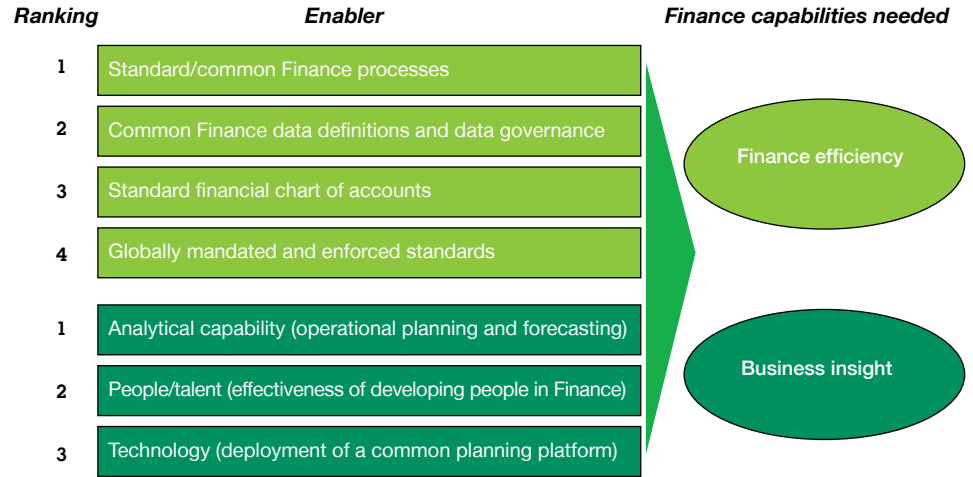 Ranking Enabler Finance capabilities needed
1 Standard/common Finance processes
2 Common Finance data definitions and data governance
3 Standard financial chart of accounts
4 Globally mandated and enforced standards
Finance efficiency
1 Analytical capability (operational planning and forecasting)
2 People/talent (effectiveness of developing people in Finance)
3 Technology (deployment of a common planning platform)
Business insight